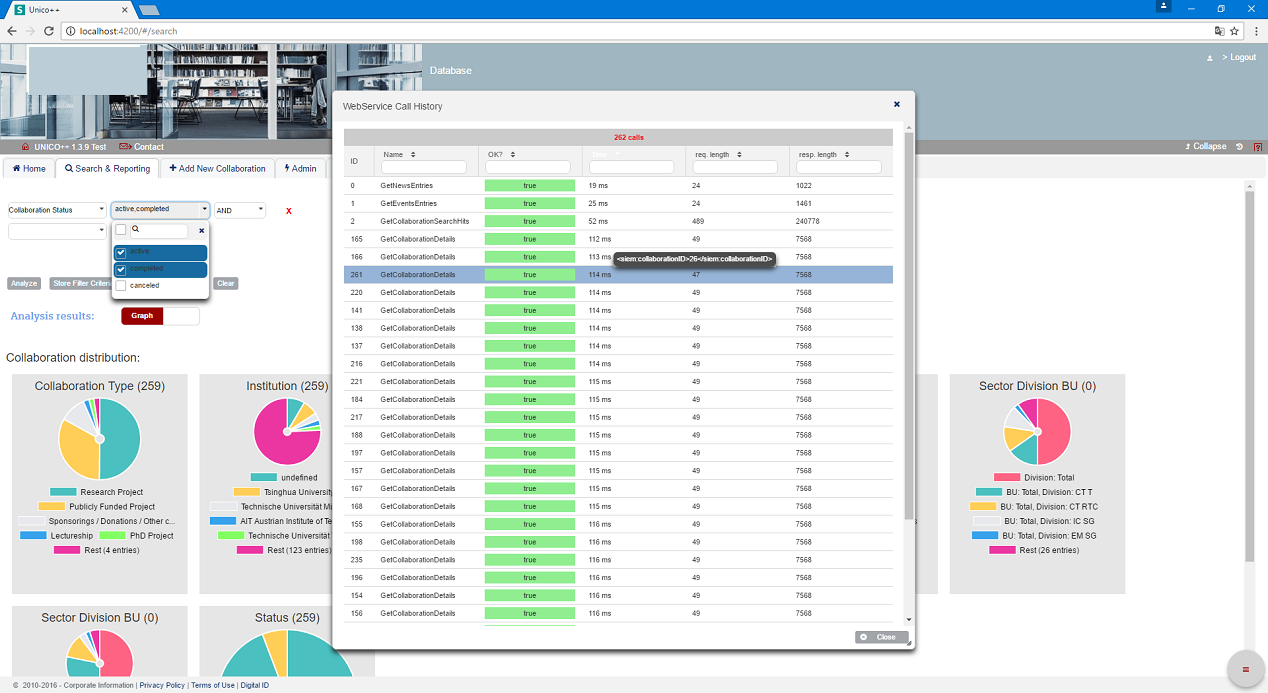 S Unico++
localhost:4200/#/search
Database
> Logout
UNICO++ 1.3.9 Test Contact
Collapse
Home Search & Reporting Add New Collaboration Admin
Collaboration Status active,completed AND X
active
completed
canceled
Analyze Store Filter Criteria Clear
Analysis results: Graph
Collaboration distribution:
Collaboration Type (259)
Research Project
Publicly Funded Project
Sponsorings / Donations / Other c...
Lectureship PhD Project
Rest (4 entries)
Institution (259)
undefined
Tsinghua University
Technische Universität
AIT Austrian Institute of
Technische Universität
Rest (123 entries)
Sector Division BU (0)
Division: Total
BU: Total, Division: CT T
BU: Total, Division: CT RTC
BU: Total, Division: IC SG
BU: Total, Division: EM SG
Rest (26 entries)
Sector Division BU (0)
Status (259)
WebService Call History
262 calls
ID Name OK? Time req. length resp. length
0 GetNewsEntries true 19 ms 24 1022
1 GetEventsEntries true 25 ms 24 1461
2 GetCollaborationSearchHits true 52 ms 489 240778
165 GetCollaborationDetails true 112 ms 49 7568
166 GetCollaborationDetails true 113 ms 7568
<siem:collaborationID>26</siem:collaborationID>
261 GetCollaborationDetails true 114 ms 47 7568
220 GetCollaborationDetails true 114 ms 49 7568
141 GetCollaborationDetails true 114 ms 49 7568
138 GetCollaborationDetails true 114 ms 49 7568
137 GetCollaborationDetails true 114 ms 49 7568
216 GetCollaborationDetails true 114 ms 49 7568
221 GetCollaborationDetails true 115 ms 49 7568
184 GetCollaborationDetails true 115 ms 49 7568
217 GetCollaborationDetails true 115 ms 49 7568
188 GetCollaborationDetails true 115 ms 49 7568
197 GetCollaborationDetails true 115 ms 49 7568
157 GetCollaborationDetails true 115 ms 49 7568
167 GetCollaborationDetails true 115 ms 49 7568
168 GetCollaborationDetails true 115 ms 49 7568
155 GetCollaborationDetails true 116 ms 49 7568
198 GetCollaborationDetails true 116 ms 49 7568
235 GetCollaborationDetails true 116 ms 49 7568
196 GetCollaborationDetails true 116 ms 49 7568
154 GetCollaborationDetails true 116 ms 49 7568
156 GetCollaborationDetails true 116 ms 49 7568
Close
© 2010-2016 - Corporate Information | Privacy Policy | Terms of Use | Digital ID